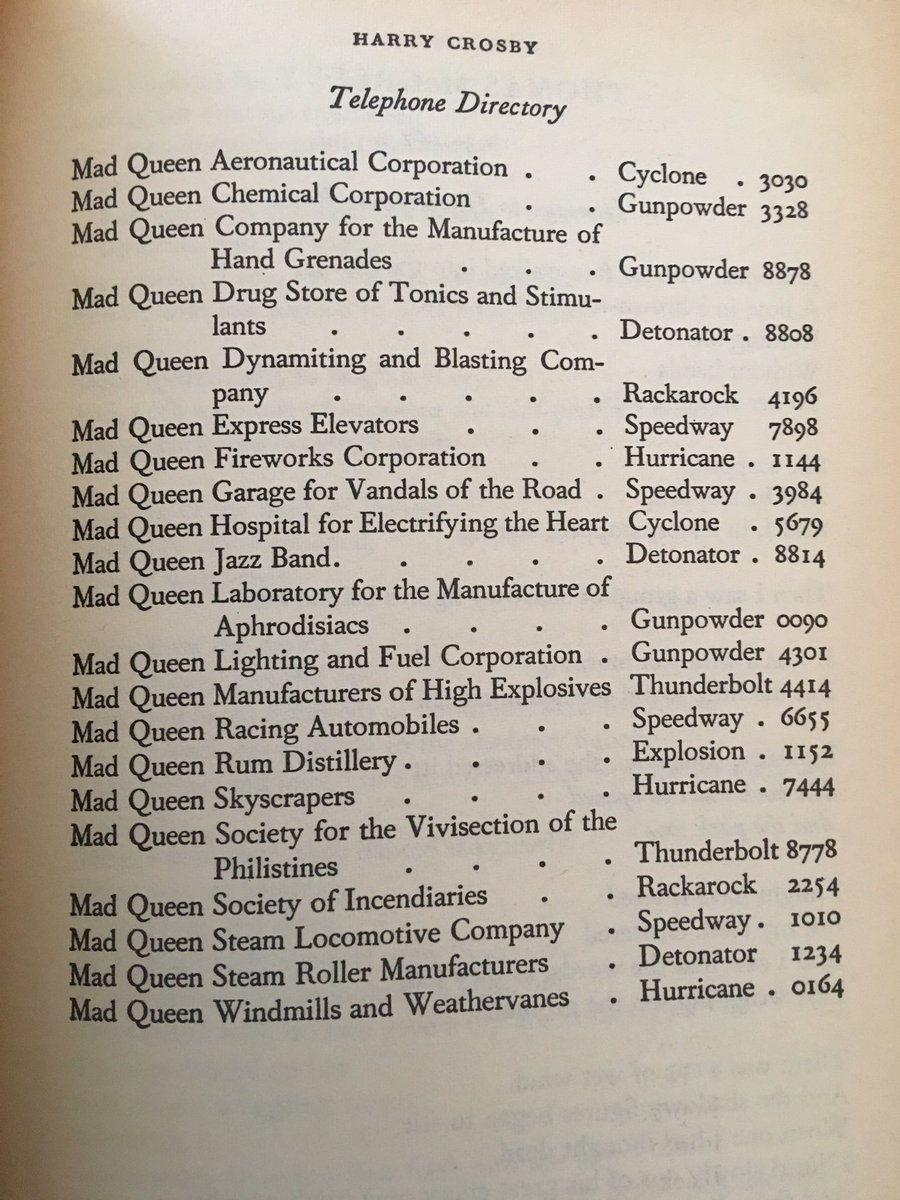 HARRY CROSBY
Telephone Directory
Mad Queen Aeronautical Corporation . . Cyclone . 3030
Mad Queen Chemical Corporation . . Gunpowder 3328
Mad Queen Company for the Manufacture of
Hand Grenades . . . Gunpowder 8878
Mad Queen Drug Store of Tonics and Stimu-
lants . . . . . Detonator . 8808
Mad Queen Dynamiting and Blasting Com-
pany . . . . . Rackarock 4196
Mad Queen Express Elevators . . . Speedway 7898
Mad Queen Fireworks Corporation . . Hurricane . 1144
Mad Queen Garage for Vandals of the Road . Speedway . 3984
Mad Queen Hospital for Electrifying the Heart Cyclone . 5679
Mad Queen Jazz Band . . . . . Detonator . 8814
Mad Queen Laboratory for the Manufacture of
Aphrodisiacs . . . . Gunpowder 0090
Mad Queen Lighting and Fuel Corporation . Gunpowder 4301
Mad Queen Manufacturers of High Explosives Thunderbolt 4414
Mad Queen Racing Automobiles . . . Speedway . 6655
Mad Queen Rum Distillery . . . . Explosion . 1152
Mad Queen Skyscrapers . . . . Hurricane . 7444
Mad Queen Society for the Vivisection of the
Philistines . . . . Thunderbolt 8778
Mad Queen Society of Incendiaries . . Rackarock 2254
Mad Queen Steam Locomotive Company . Speedway . 1010
Mad Queen Steam Roller Manufacturers . Detonator 1234
Mad Queen Windmills and Weathervanes . Hurricane . 0164